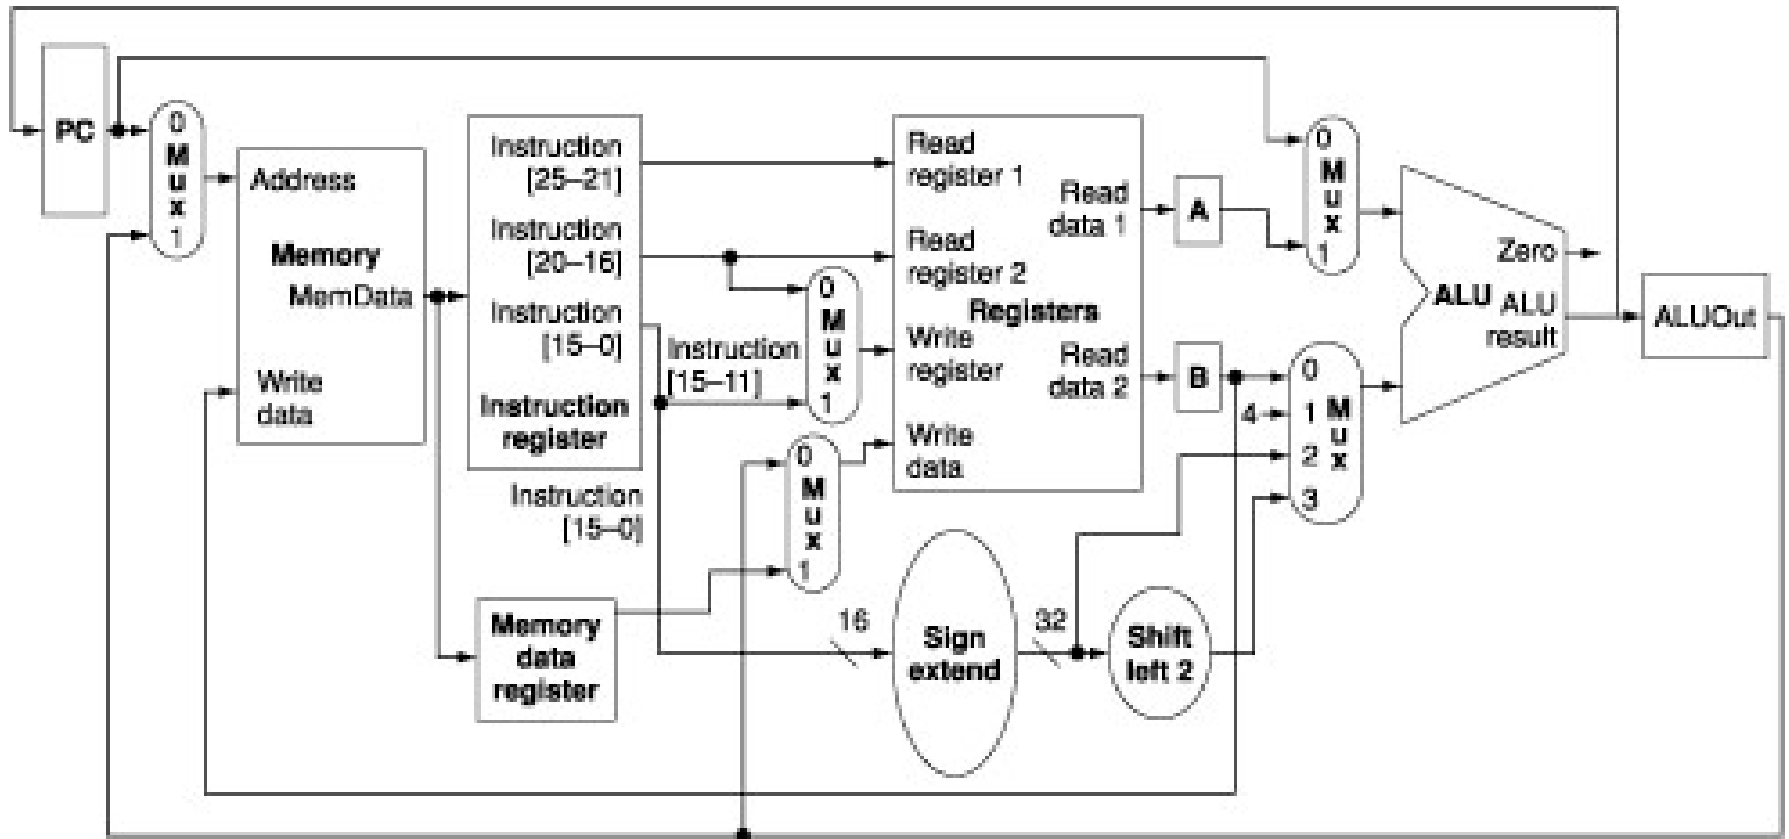 PC
0
M
u
x
1
Address
Memory
MemData
Write
data
Instruction
[25–21]
Instruction
[20–16]
Instruction
[15–0]
Instruction
register
Instruction
[15–11]
Instruction
[15–0]
Memory
data
register
0
M
u
x
1
0
M
u
x
1
Read
register 1
Read
register 2
Registers
Write
register
Write
data
Read
data 1
Read
data 2
16
Sign
extend
32
Shift
left 2
A
B
4
0
M
u
x
1
0
1
2
3
M
u
x
Zero
ALU
ALU
result
ALUOut